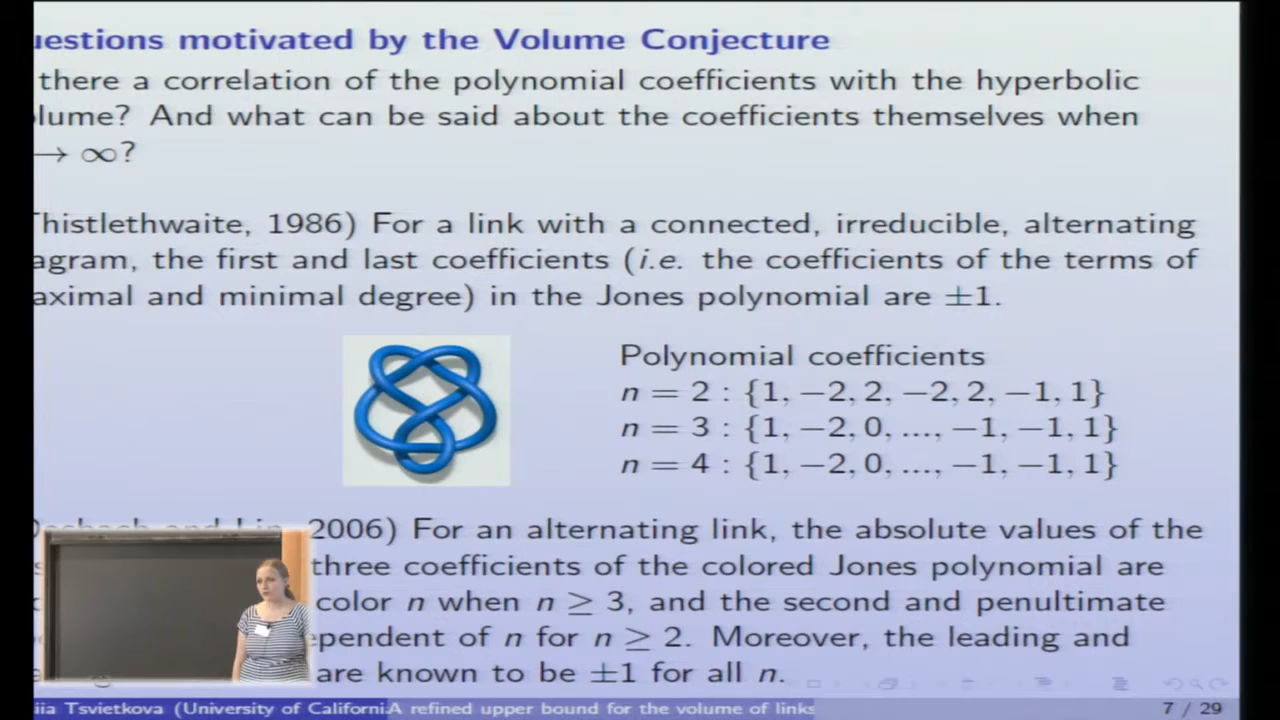 uestions motivated by the Volume Conjecture
there a correlation of the polynomial coefficients with the hyperbolic
lume? And what can be said about the coefficients themselves when
→ ∞?
Thistlethwaite, 1986) For a link with a connected, irreducible, alternating
agram, the first and last coefficients (i.e. the coefficients of the terms of
aximal and minimal degree) in the Jones polynomial are ±1.
Polynomial coefficients
n = 2 : {1, −2, 2, −2, 2, −1, 1}
n = 3 : {1, −2, 0, ..., −1, −1, 1}
n = 4 : {1, −2, 0, ..., −1, −1, 1}
2006) For an alternating link, the absolute values of the
three coefficients of the colored Jones polynomial are
color n when n ≥ 3, and the second and penultimate
ependent of n for n ≥ 2. Moreover, the leading and
are known to be ±1 for all n.
iia Tsvietkova (University of Californi A refined upper bound for the volume of links 7 / 29